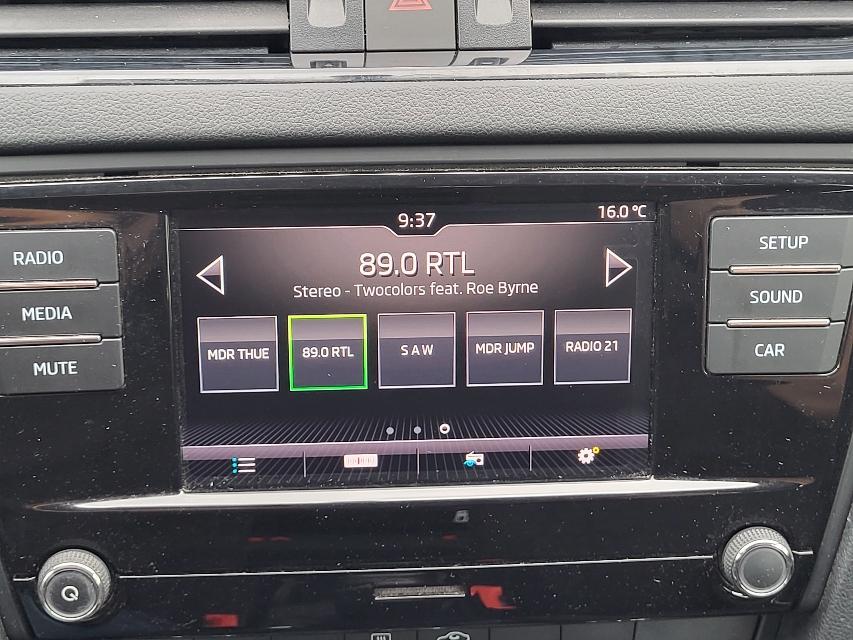 9:37
16.0 °C
RADIO
MEDIA
MUTE
89.0 RTL
Stereo - Twocolors feat. Roe Byrne
MDR THUE
89.0 RTL
S A W
MDR JUMP
RADIO 21
SETUP
SOUND
CAR